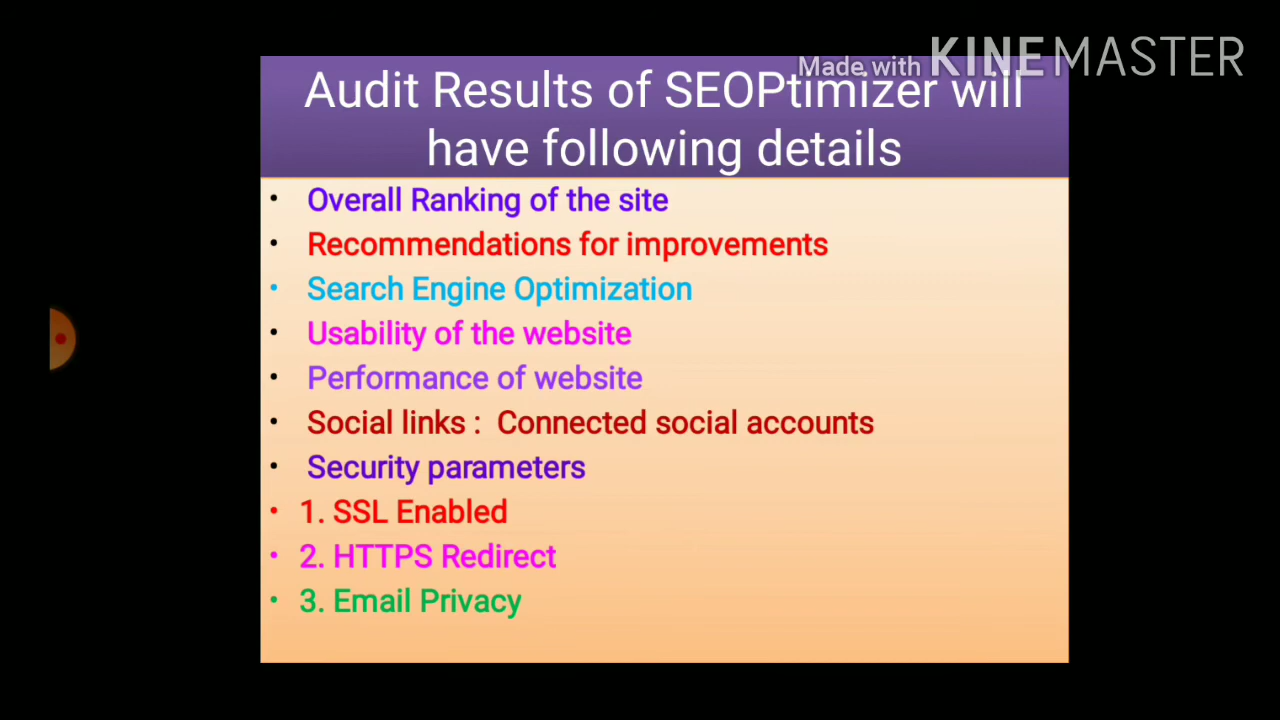 Made with KINEMASTER
Audit Results of SEOPtimizer will
have following details
• Overall Ranking of the site
• Recommendations for improvements
• Search Engine Optimization
• Usability of the website
• Performance of website
• Social links : Connected social accounts
• Security parameters
• 1. SSL Enabled
• 2. HTTPS Redirect
• 3. Email Privacy